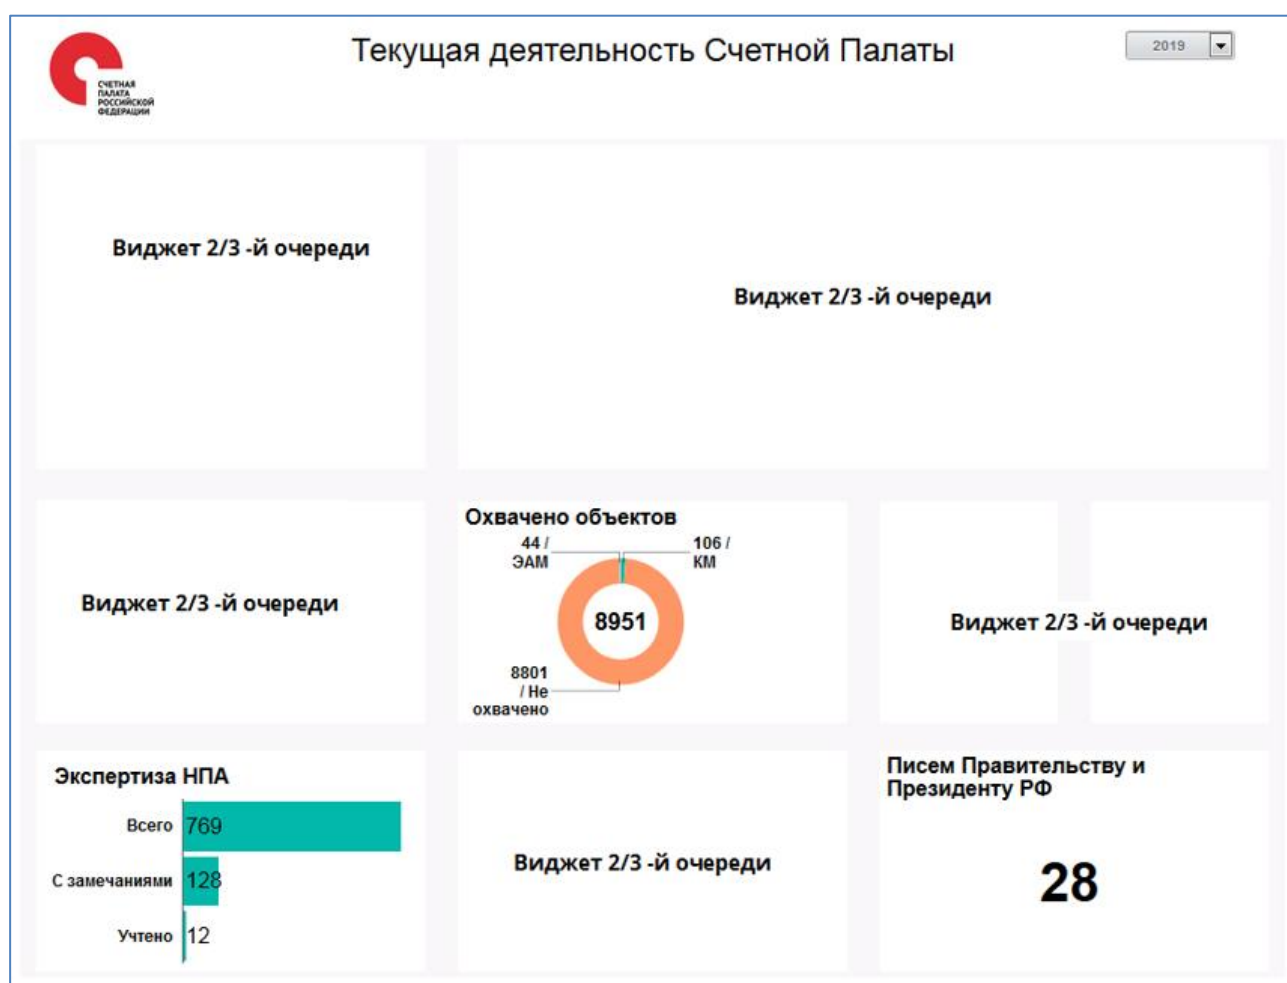 СЧЕТНАЯ
ПАЛАТА
РОССИЙСКОЙ
ФЕДЕРАЦИИ
Текущая деятельность Счетной Палаты
2019
Виджет 2/3 -й очереди
Виджет 2/3 -й очереди
Виджет 2/3 -й очереди
Охвачено объектов
44 /
ЭАМ
106 /
КМ
8951
8801
/ Не
охвачено
Виджет 2/3 -й очереди
Экспертиза НПА
Всего 769
С замечаниями 128
Учтено 12
Виджет 2/3 -й очереди
Писем Правительству и
Президенту РФ
28